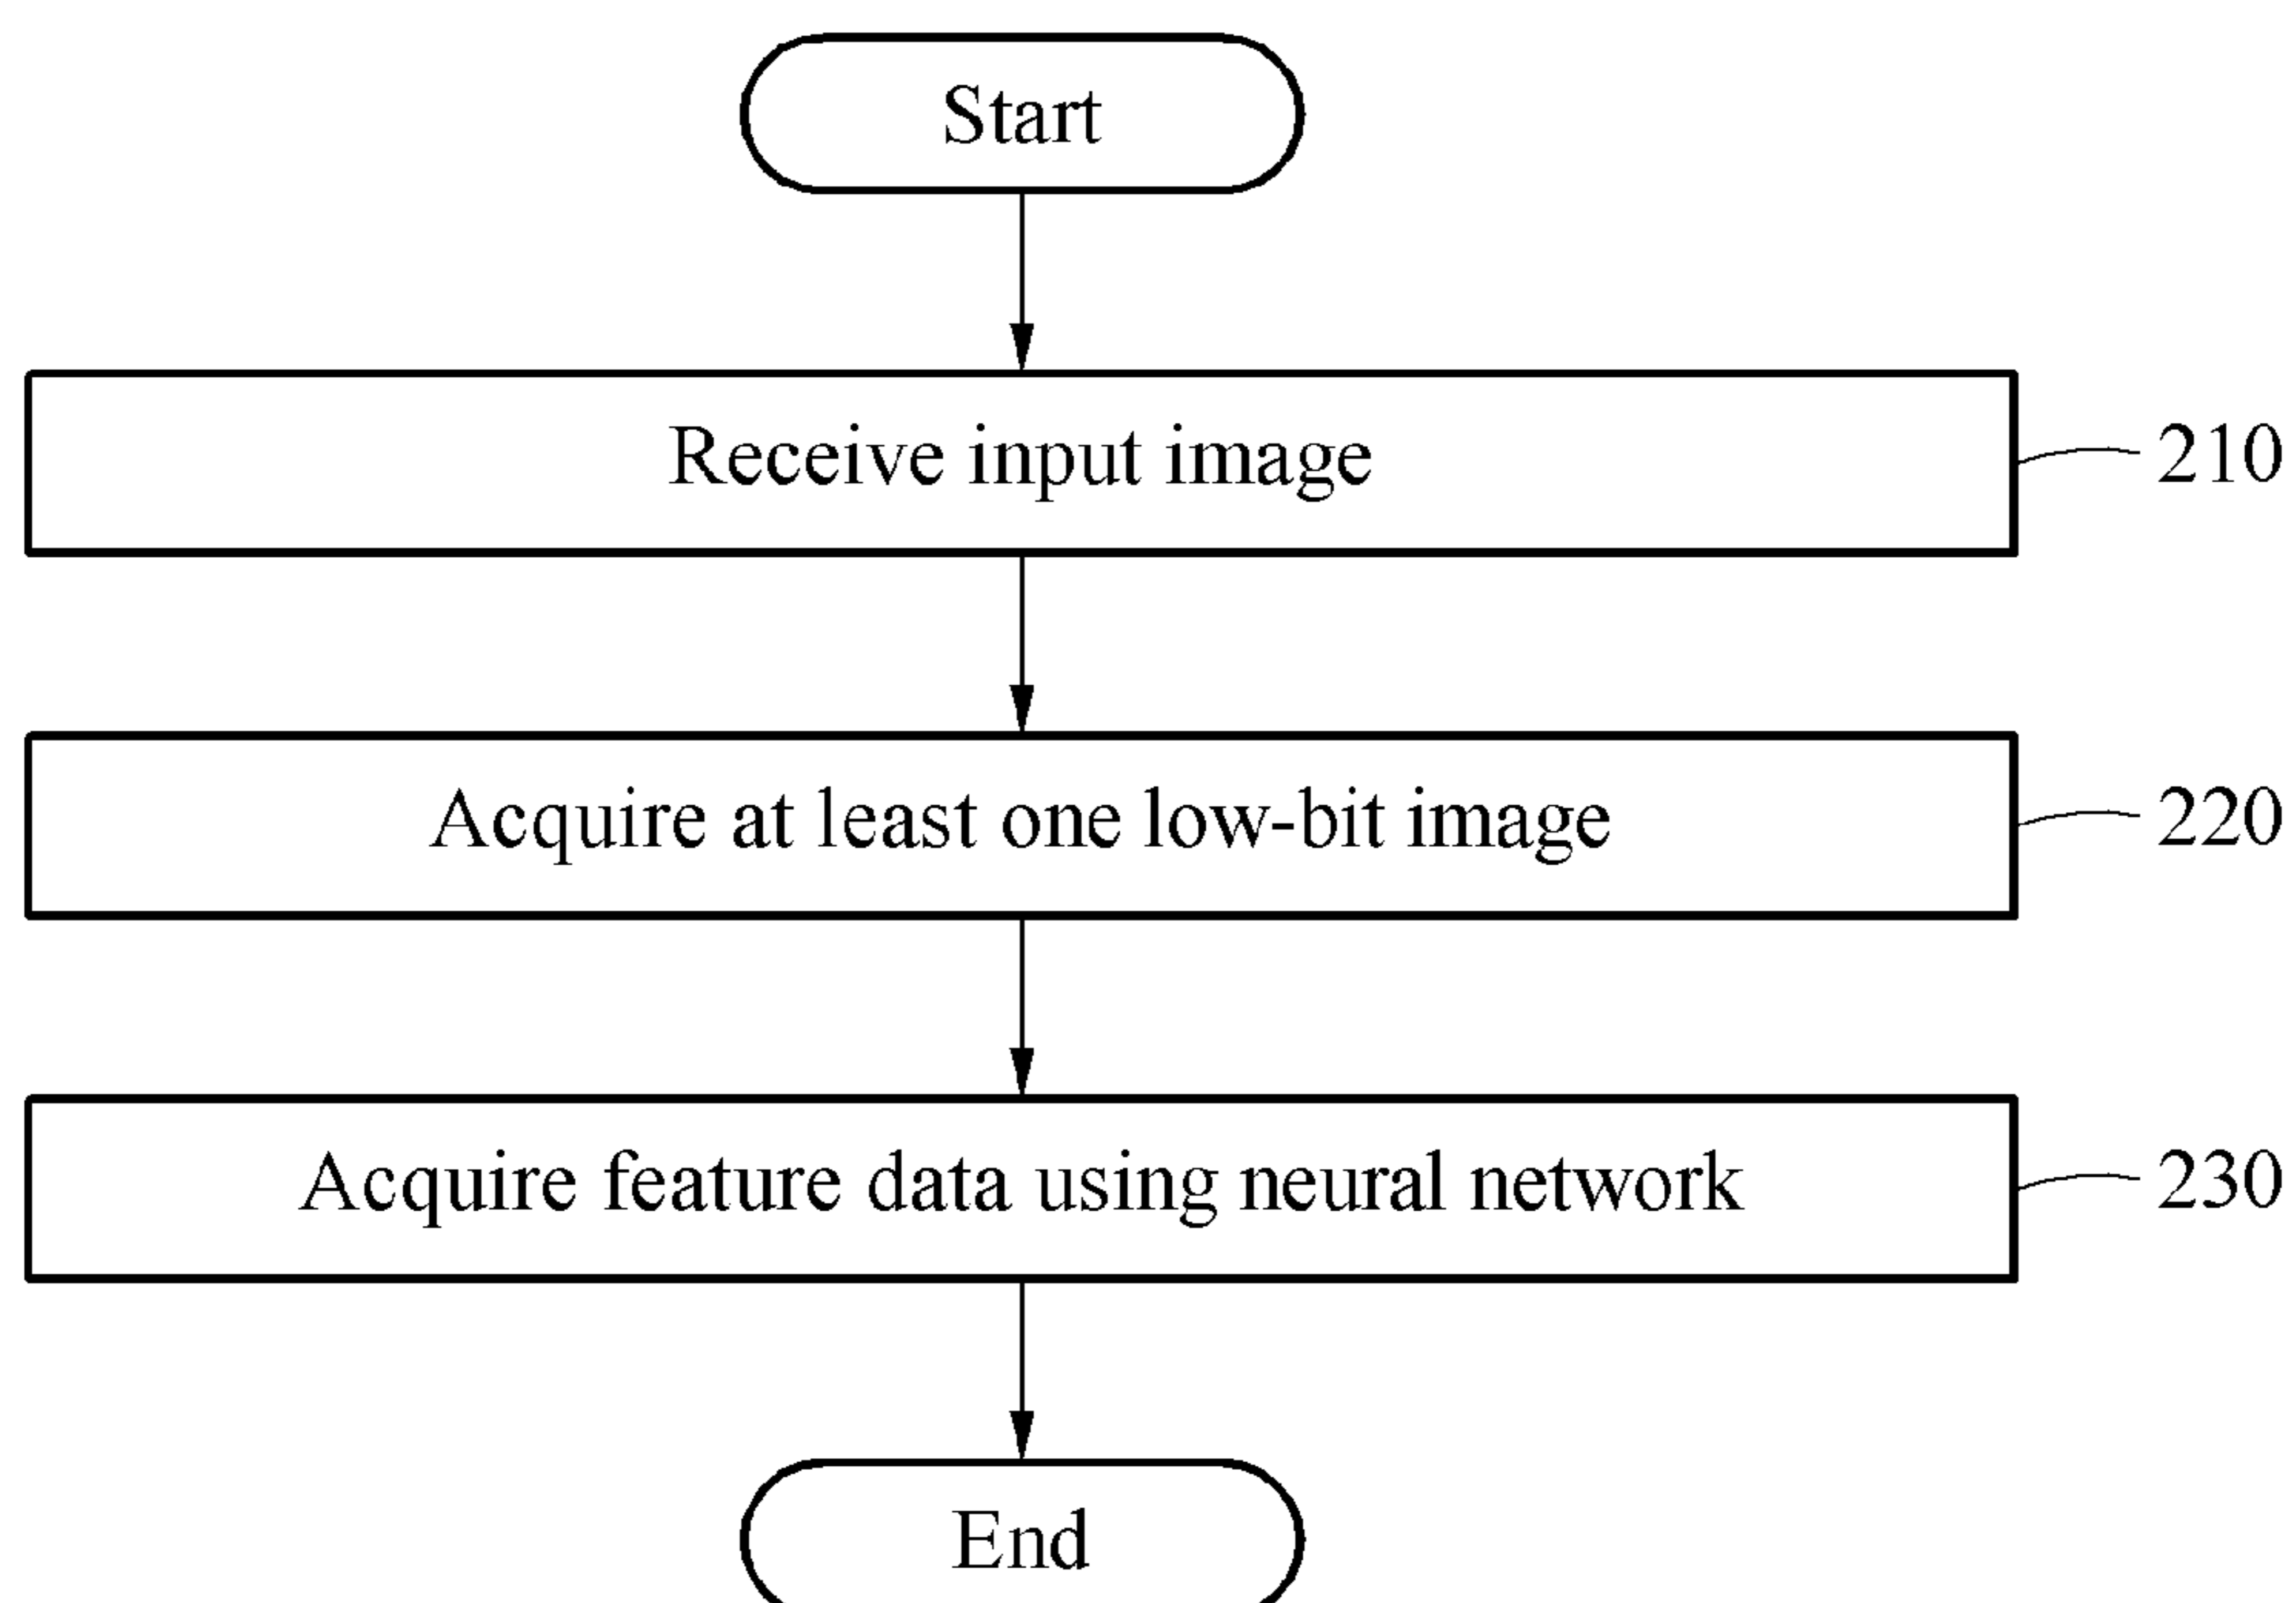 Start
Receive input image
210
Acquire at least one low-bit image
220
Acquire feature data using neural network
230
End